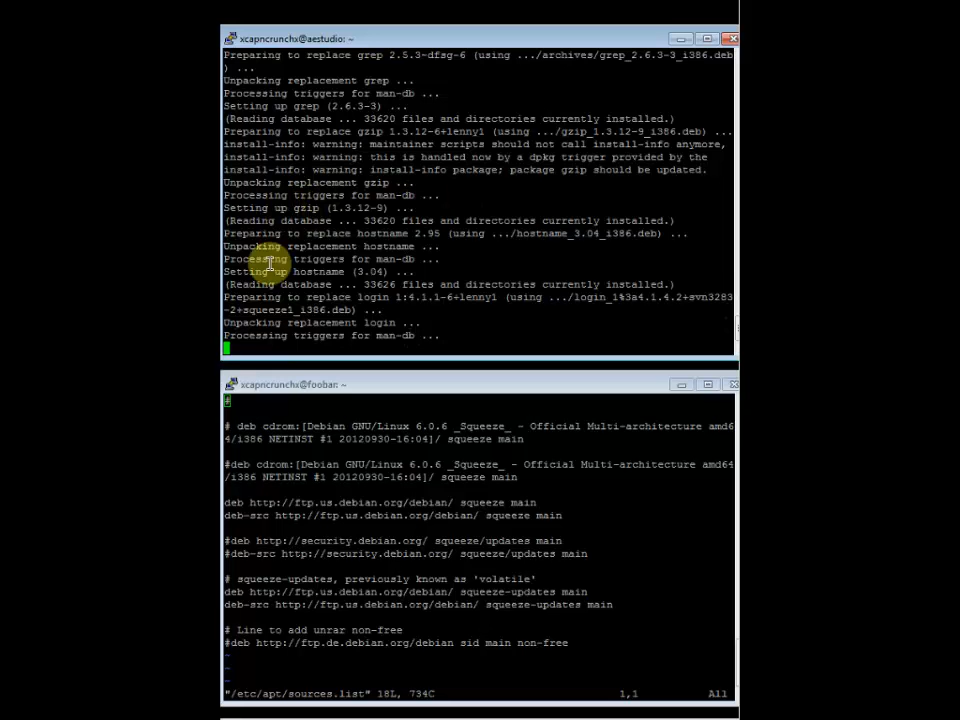 xcapncrunchx@aestudio: ~
Preparing to replace grep 2.5.3~dfsg-6 (using .../archives/grep_2.6.3-3_i386.deb
) ...
Unpacking replacement grep ...
Processing triggers for man-db ...
Setting up grep (2.6.3-3) ...
(Reading database ... 33620 files and directories currently installed.)
Preparing to replace gzip 1.3.12-6+lenny1 (using .../gzip_1.3.12-9_i386.deb) ...
install-info: warning: maintainer scripts should not call install-info anymore,
install-info: warning: this is handled now by a dpkg trigger provided by the
install-info: warning: install-info package; package gzip should be updated.
Unpacking replacement gzip ...
Processing triggers for man-db ...
Setting up gzip (1.3.12-9) ...
(Reading database ... 33620 files and directories currently installed.)
Preparing to replace hostname 2.95 (using .../hostname_3.04_i386.deb) ...
Unpacking replacement hostname ...
Processing triggers for man-db ...
Setting up hostname (3.04) ...
(Reading database ... 33626 files and directories currently installed.)
Preparing to replace login 1:4.1.1-6+lenny1 (using .../login_1%3a4.1.4.2+svn3283
-2+squeeze1_i386.deb) ...
Unpacking replacement login ...
Processing triggers for man-db ...
xcapncrunchx@foobar: ~
#
# deb cdrom:[Debian GNU/Linux 6.0.6 _Squeeze_ - Official Multi-architecture amd6
4/i386 NETINST #1 20120930-16:04]/ squeeze main
#deb cdrom:[Debian GNU/Linux 6.0.6 _Squeeze_ - Official Multi-architecture amd64
/i386 NETINST #1 20120930-16:04]/ squeeze main
deb http://ftp.us.debian.org/debian/ squeeze main
deb-src http://ftp.us.debian.org/debian/ squeeze main
#deb http://security.debian.org/ squeeze/updates main
#deb-src http://security.debian.org/ squeeze/updates main
# squeeze-updates, previously known as 'volatile'
deb http://ftp.us.debian.org/debian/ squeeze-updates main
deb-src http://ftp.us.debian.org/debian/ squeeze-updates main
# Line to add unrar non-free
#deb http://ftp.de.debian.org/debian sid main non-free
~
~
~
"/etc/apt/sources.list" 18L, 734C 1,1 All